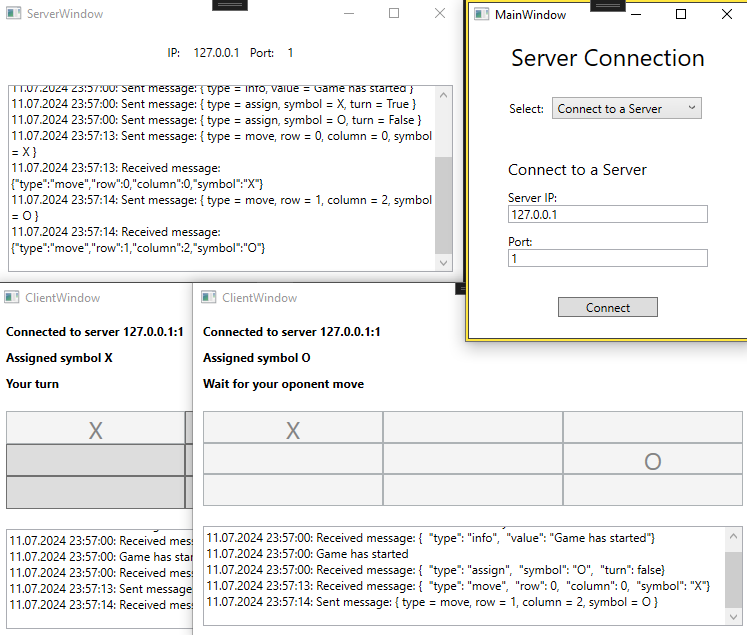 ServerWindow
IP: 127.0.0.1 Port: 1
11.07.2024 23:57:00: Sent message: { type = info, value = Game has started }
11.07.2024 23:57:00: Sent message: { type = assign, symbol = X, turn = True }
11.07.2024 23:57:00: Sent message: { type = assign, symbol = O, turn = False }
11.07.2024 23:57:13: Sent message: { type = move, row = 0, column = 0, symbol
= X }
11.07.2024 23:57:13: Received message:
{"type":"move","row":0,"column":0,"symbol":"X"}
11.07.2024 23:57:14: Sent message: { type = move, row = 1, column = 2, symbol
= O }
11.07.2024 23:57:14: Received message:
{"type":"move","row":1,"column":2,"symbol":"O"}
MainWindow
Server Connection
Select: Connect to a Server
Connect to a Server
Server IP:
127.0.0.1
Port:
1
Connect
ClientWindow
Connected to server 127.0.0.1:1
Assigned symbol X
Your turn
X
11.07.2024 23:57:00: Received mes
11.07.2024 23:57:00: Game has star
11.07.2024 23:57:00: Received mes
11.07.2024 23:57:13: Sent message
11.07.2024 23:57:14: Received mes
ClientWindow
Connected to server 127.0.0.1:1
Assigned symbol O
Wait for your oponent move
X
O
11.07.2024 23:57:00: Received message: { "type": "info", "value": "Game has started"}
11.07.2024 23:57:00: Game has started
11.07.2024 23:57:00: Received message: { "type": "assign", "symbol": "O", "turn": false}
11.07.2024 23:57:13: Received message: { "type": "move", "row": 0, "column": 0, "symbol": "X"}
11.07.2024 23:57:14: Sent message: { type = move, row = 1, column = 2, symbol = O }